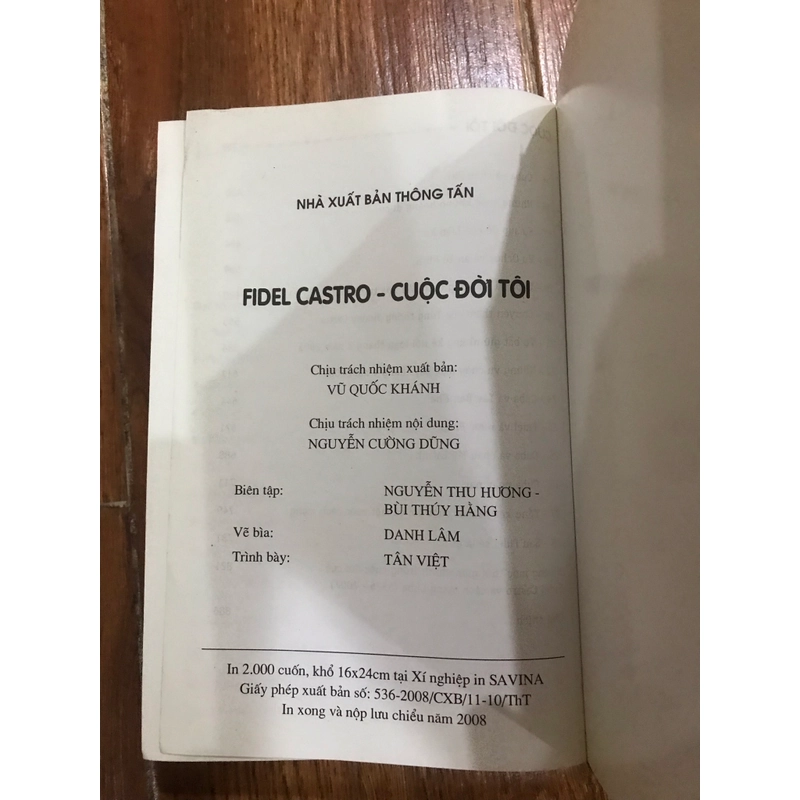 NHÀ XUẤT BẢN THÔNG TẤN
FIDEL CASTRO - CUỘC ĐỜI TÔI
Chịu trách nhiệm xuất bản:
VŨ QUỐC KHÁNH
Chịu trách nhiệm nội dung:
NGUYỄN CƯỜNG DŨNG
Biên tập: NGUYỄN THU HƯƠNG -
BÙI THÚY HẰNG
Vẽ bìa: DANH LÂM
Trình bày: TÂN VIỆT
In 2.000 cuốn, khổ 16x24cm tại Xí nghiệp in SAVINA
Giấy phép xuất bản số: 536-2008/CXB/11-10/ThT
In xong và nộp lưu chiểu năm 2008